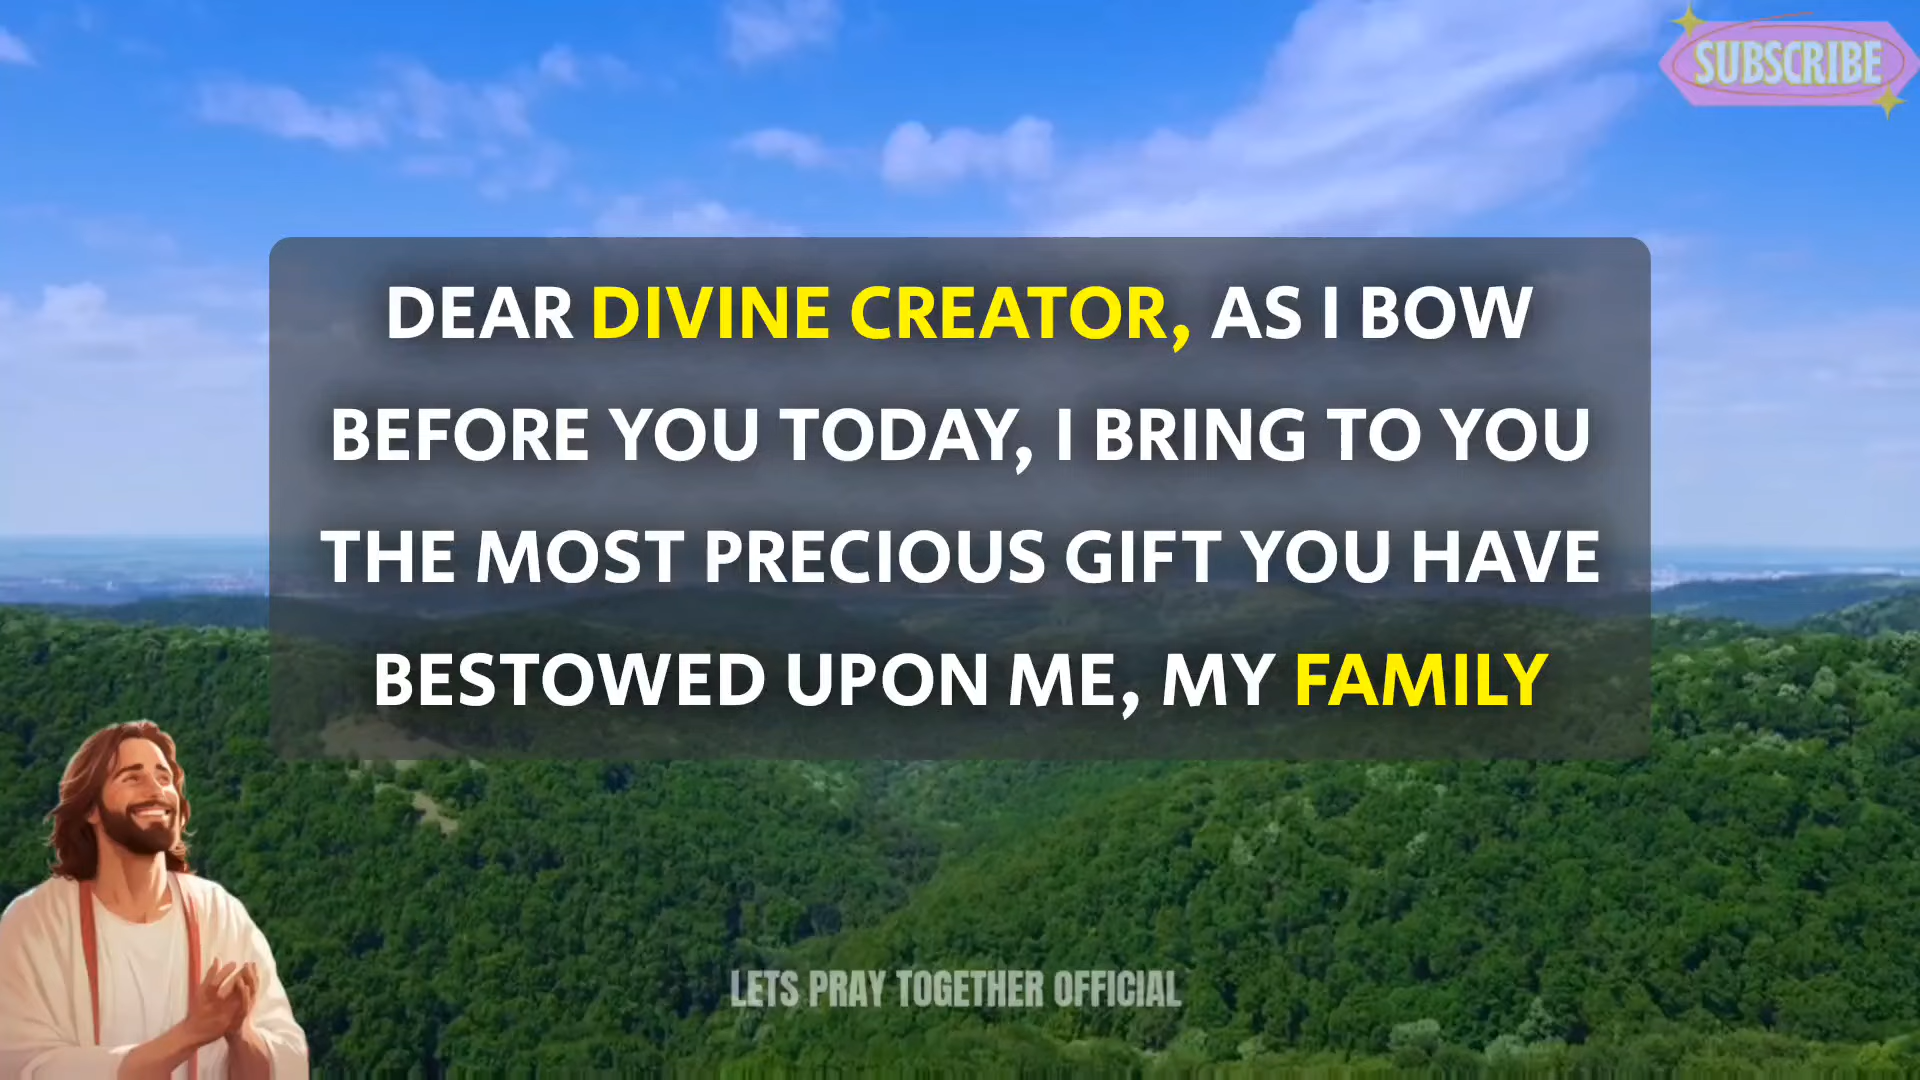 SUBSCRIBE
DEAR DIVINE CREATOR, AS I BOW
BEFORE YOU TODAY, I BRING TO YOU
THE MOST PRECIOUS GIFT YOU HAVE
BESTOWED UPON ME, MY FAMILY
LETS PRAY TOGETHER OFFICIAL